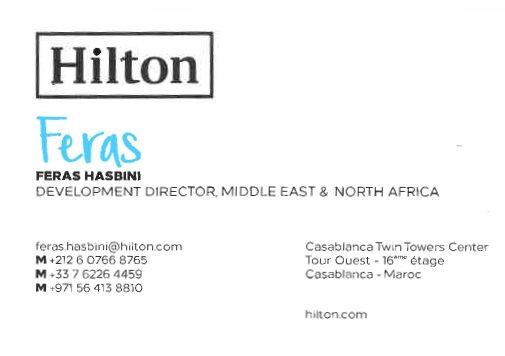 Hilton
Feras
FERAS HASBINI
DEVELOPMENT DIRECTOR, MIDDLE EAST & NORTH AFRICA
feras.hasbini@hilton.com
M +212 6 0766 8765
M +33 7 6226 4459
M +971 56 413 8810
Casablanca Twin Towers Center
Tour Ouest - 16ème étage
Casablanca - Maroc
hilton.com